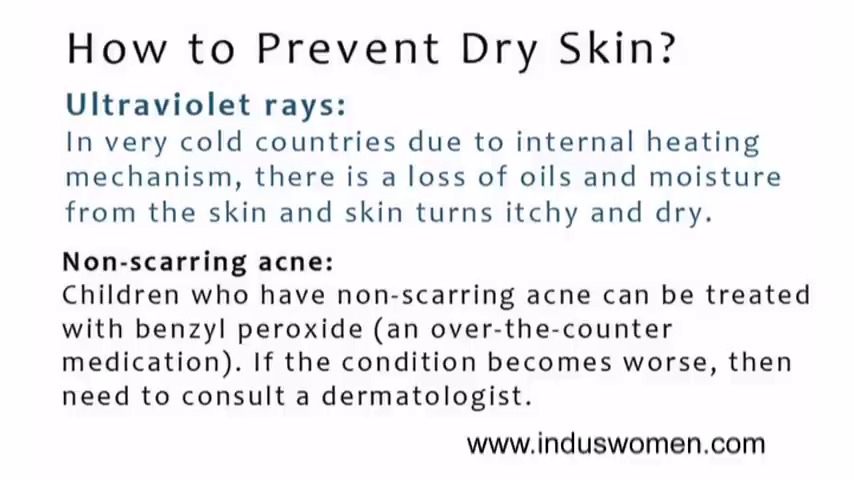 How to Prevent Dry Skin?
Ultraviolet rays:
In very cold countries due to internal heating
mechanism, there is a loss of oils and moisture
from the skin and skin turns itchy and dry.
Non-scarring acne:
Children who have non-scarring acne can be treated
with benzyl peroxide (an over-the-counter
medication). If the condition becomes worse, then
need to consult a dermatologist.
www.induswomen.com